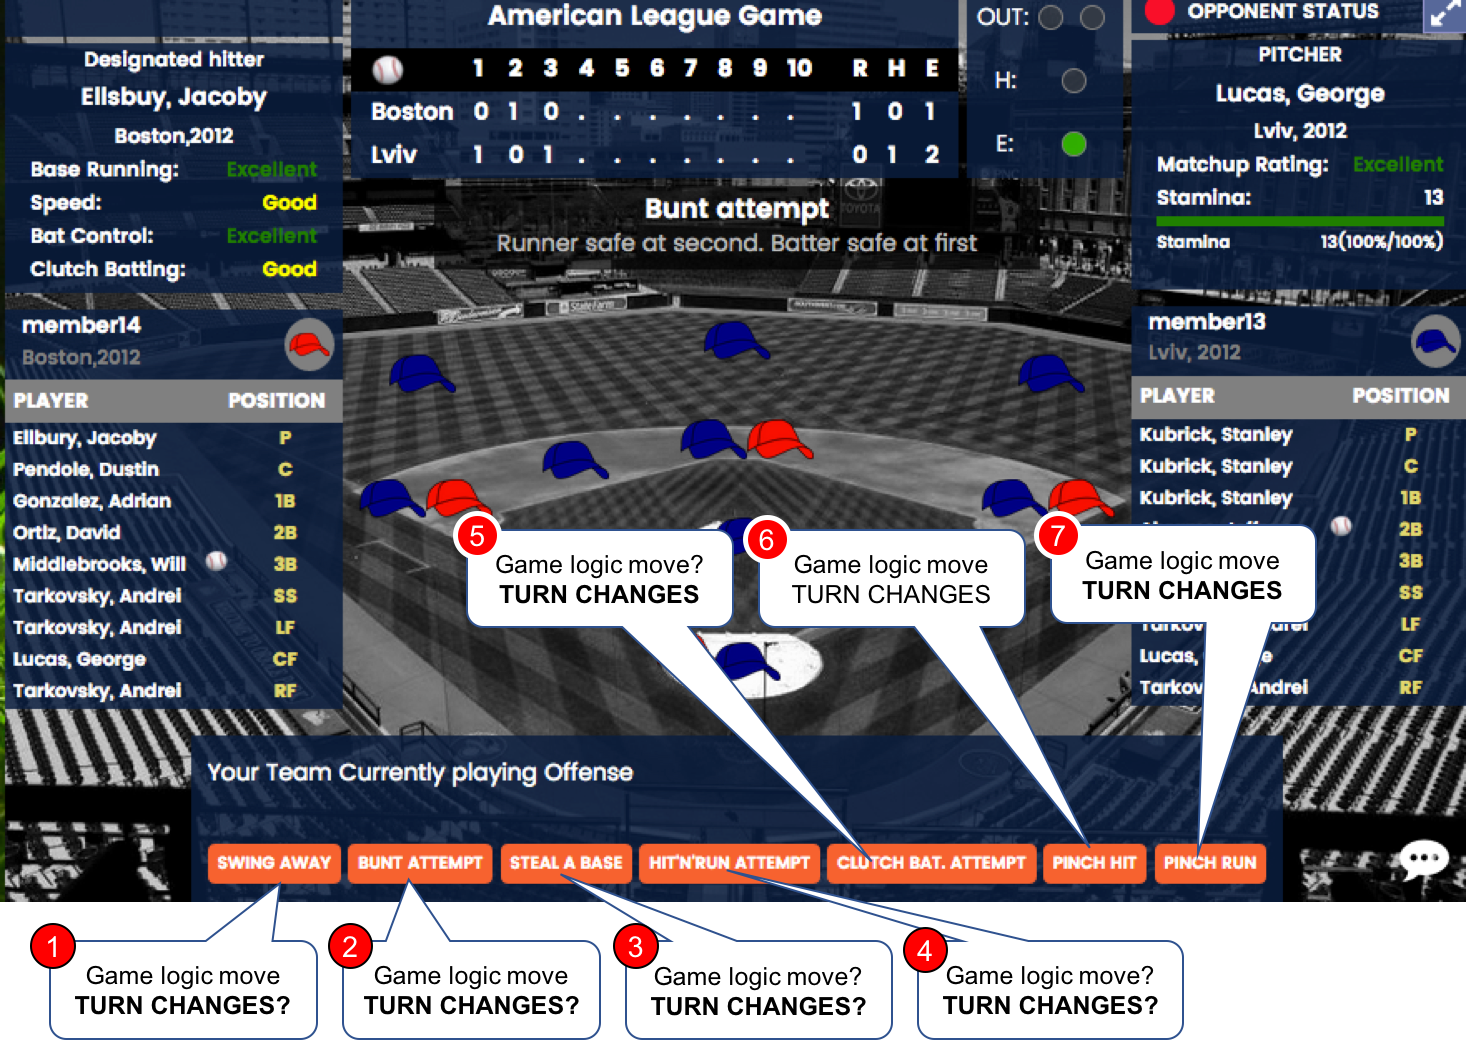 American League Game
OUT:
OPPONENT STATUS
Designated hitter
Ellsbuy, Jacoby
Boston,2012
Base Running: Excellent
Speed: Good
Bat Control: Excellent
Clutch Batting: Good
1 2 3 4 5 6 7 8 9 10 R H E
Boston 0 1 0 . . . . . . . 1 0 1
Lviv 1 0 1 . . . . . . . 0 1 2
H:
E:
PITCHER
Lucas, George
Lviv, 2012
Matchup Rating: Excellent
Stamina: 13
Stamina 13(100%/100%)
TOYOTA
Bunt attempt
Runner safe at second. Batter safe at first
StateFarm
member14
Boston,2012
PLAYER POSITION
Ellbury, Jacoby P
Pendole, Dustin C
Gonzalez, Adrian 1B
Ortiz, David 2B
Middlebrooks, Will 3B
Tarkovsky, Andrei SS
Tarkovsky, Andrei LF
Lucas, George CF
Tarkovsky, Andrei RF
member13
Lviv, 2012
PLAYER POSITION
Kubrick, Stanley P
Kubrick, Stanley C
Kubrick, Stanley 1B
2B
3B
SS
LF
Lucas, CF
Andrei RF
5
Game logic move?
TURN CHANGES
6
Game logic move
TURN CHANGES
7
Game logic move
TURN CHANGES
Your Team Currently playing Offense
SWING AWAY
BUNT ATTEMPT
STEAL A BASE
HIT'N'RUN ATTEMPT
CLUTCH BAT. ATTEMPT
PINCH HIT
PINCH RUN
1
Game logic move
TURN CHANGES?
2
Game logic move
TURN CHANGES?
3
Game logic move?
TURN CHANGES?
4
Game logic move?
TURN CHANGES?